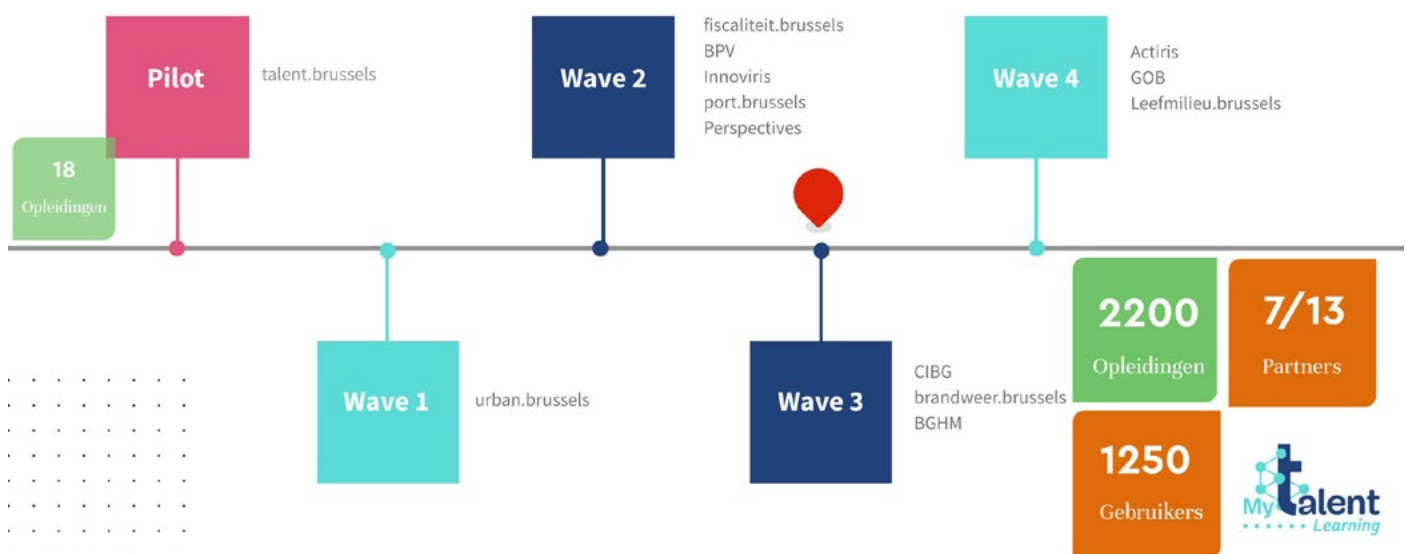 Pilot
talent.brussels
18
Opleidingen
Wave 1
urban.brussels
Wave 2
fiscaliteit.brussels
BPV
Innoviris
port.brussels
Perspectives
Wave 3
CIBG
brandweer.brussels
BGHM
Wave 4
Actiris
GOB
Leefmilieu.brussels
2200
Opleidingen
7/13
Partners
1250
Gebruikers
My talent
Learning